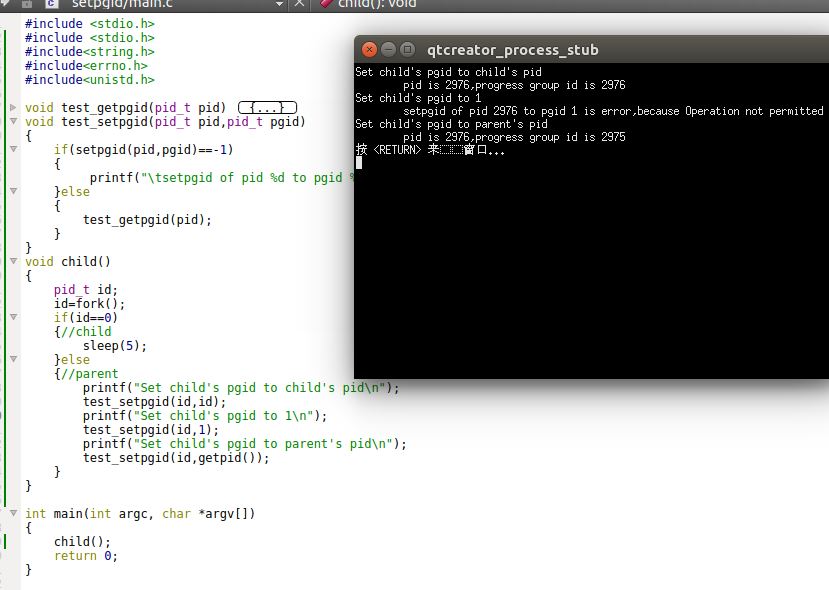 setpgid/main.c
child(): void
#include <stdio.h>
#include <stdio.h>
#include<string.h>
#include<errno.h>
#include<unistd.h>
void test_getpgid(pid_t pid) {...}
void test_setpgid(pid_t pid,pid_t pgid)
{
if(setpgid(pid,pgid)==-1)
{
printf("\tsetpgid of pid %d to pgid %
}else
{
test_getpgid(pid);
}
}
void child()
{
pid_t id;
id=fork();
if(id==0)
{//child
sleep(5);
}else
{//parent
printf("Set child's pgid to child's pid\n");
test_setpgid(id,id);
printf("Set child's pgid to 1\n");
test_setpgid(id,1);
printf("Set child's pgid to parent's pid\n");
test_setpgid(id,getpid());
}
}
int main(int argc, char *argv[])
{
child();
return 0;
}
qtcreator_process_stub
Set child's pgid to child's pid
pid is 2976,progress group id is 2976
Set child's pgid to 1
setpgid of pid 2976 to pgid 1 is error,because Operation not permitted
Set child's pgid to parent's pid
pid is 2976,progress group id is 2975
按 <RETURN> 来窗口...